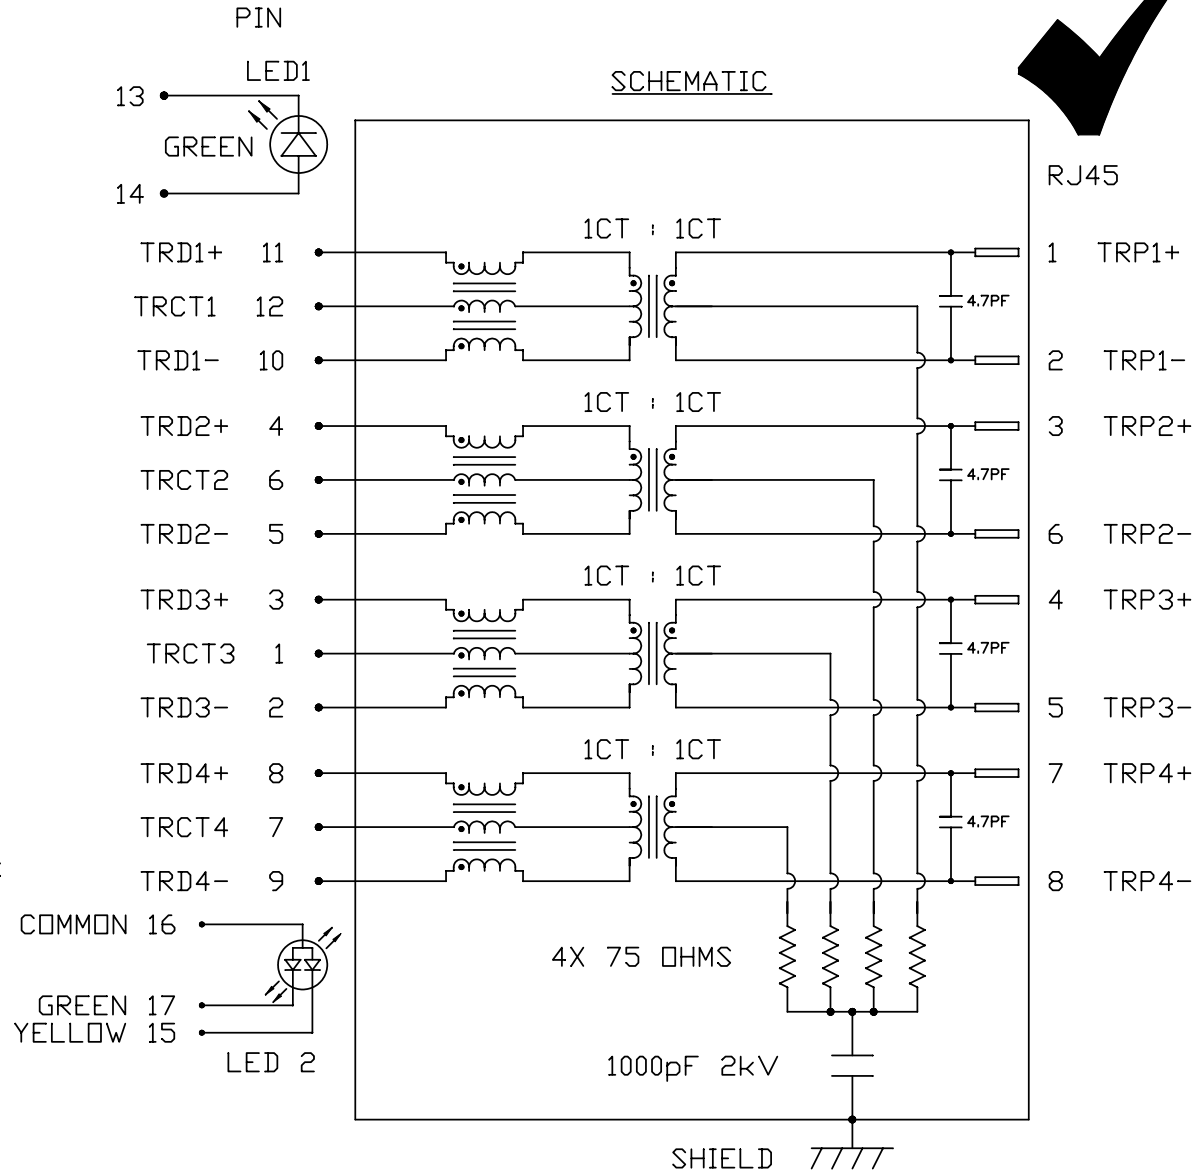 PIN
LED1
SCHEMATIC
13
GREEN
14
RJ45
1CT : 1CT
TRD1+ 11
1 TRP1+
TRCT1 12
4.7PF
TRD1- 10
2 TRP1-
1CT : 1CT
TRD2+ 4
3 TRP2+
TRCT2 6
4.7PF
TRD2- 5
6 TRP2-
1CT : 1CT
TRD3+ 3
4 TRP3+
TRCT3 1
4.7PF
TRD3- 2
5 TRP3-
1CT : 1CT
TRD4+ 8
7 TRP4+
TRCT4 7
4.7PF
TRD4- 9
8 TRP4-
COMMON 16
4X 75 OHMS
GREEN 17
YELLOW 15
LED 2
1000pF 2kV
SHIELD